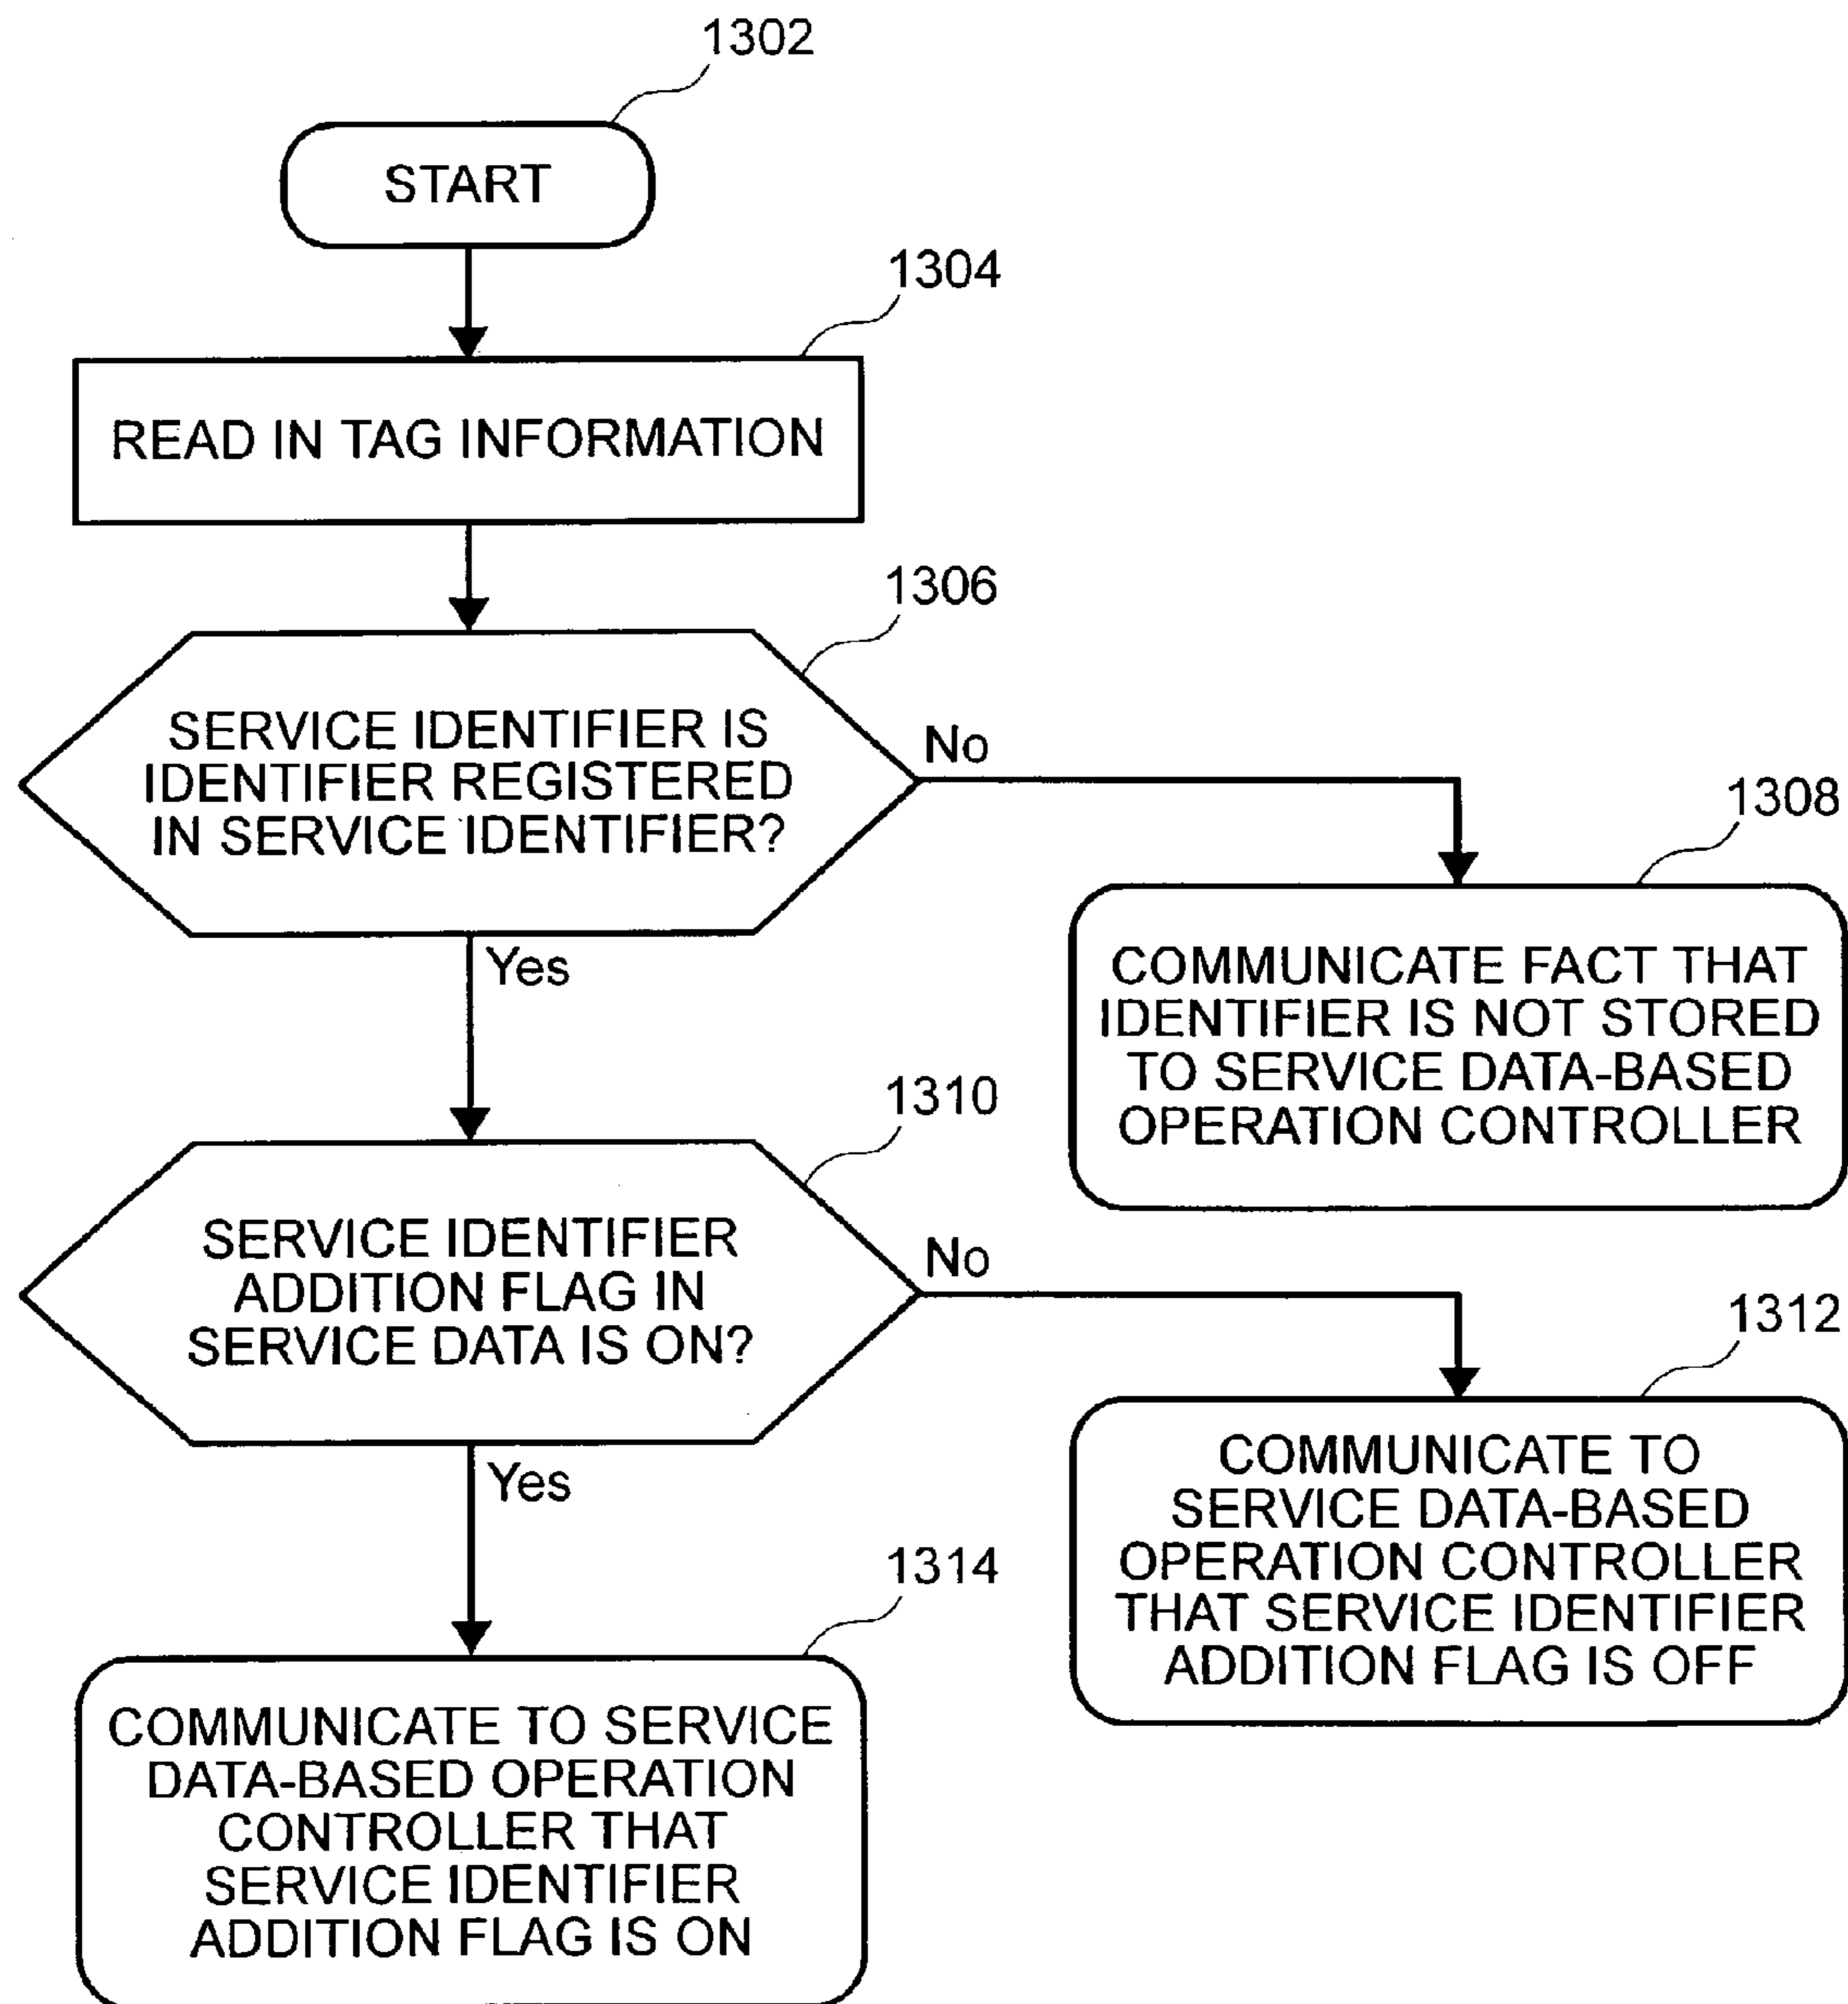 1302
START
1304
READ IN TAG INFORMATION
1306
SERVICE IDENTIFIER IS
IDENTIFIER REGISTERED
IN SERVICE IDENTIFIER?
No
Yes
1308
COMMUNICATE FACT THAT
IDENTIFIER IS NOT STORED
TO SERVICE DATA-BASED
OPERATION CONTROLLER
1310
SERVICE IDENTIFIER
ADDITION FLAG IN
SERVICE DATA IS ON?
No
Yes
1312
COMMUNICATE TO
SERVICE DATA-BASED
OPERATION CONTROLLER
THAT SERVICE IDENTIFIER
ADDITION FLAG IS OFF
1314
COMMUNICATE TO SERVICE
DATA-BASED OPERATION
CONTROLLER THAT
SERVICE IDENTIFIER
ADDITION FLAG IS ON